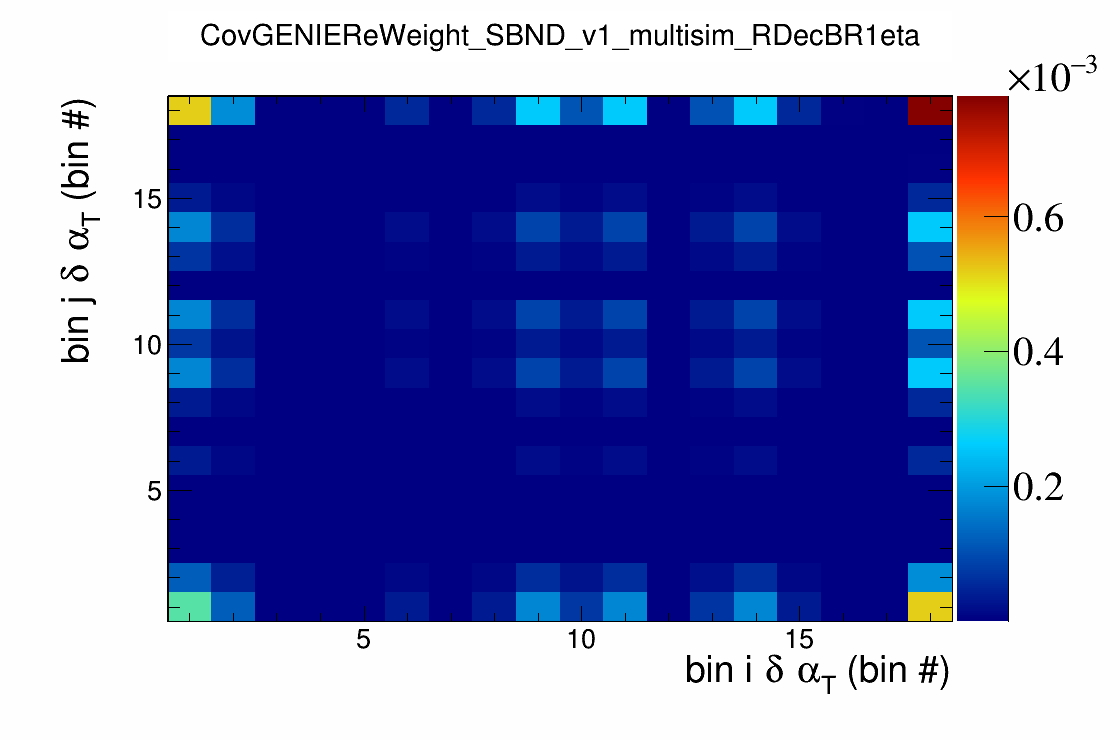 CovGENIEReWeight_SBND_v1_multisim_RDecBR1eta
×10⁻³
bin j δ α_T (bin #)
15
10
5
0.6
0.4
0.2
5 10 15
bin i δ α_T (bin #)